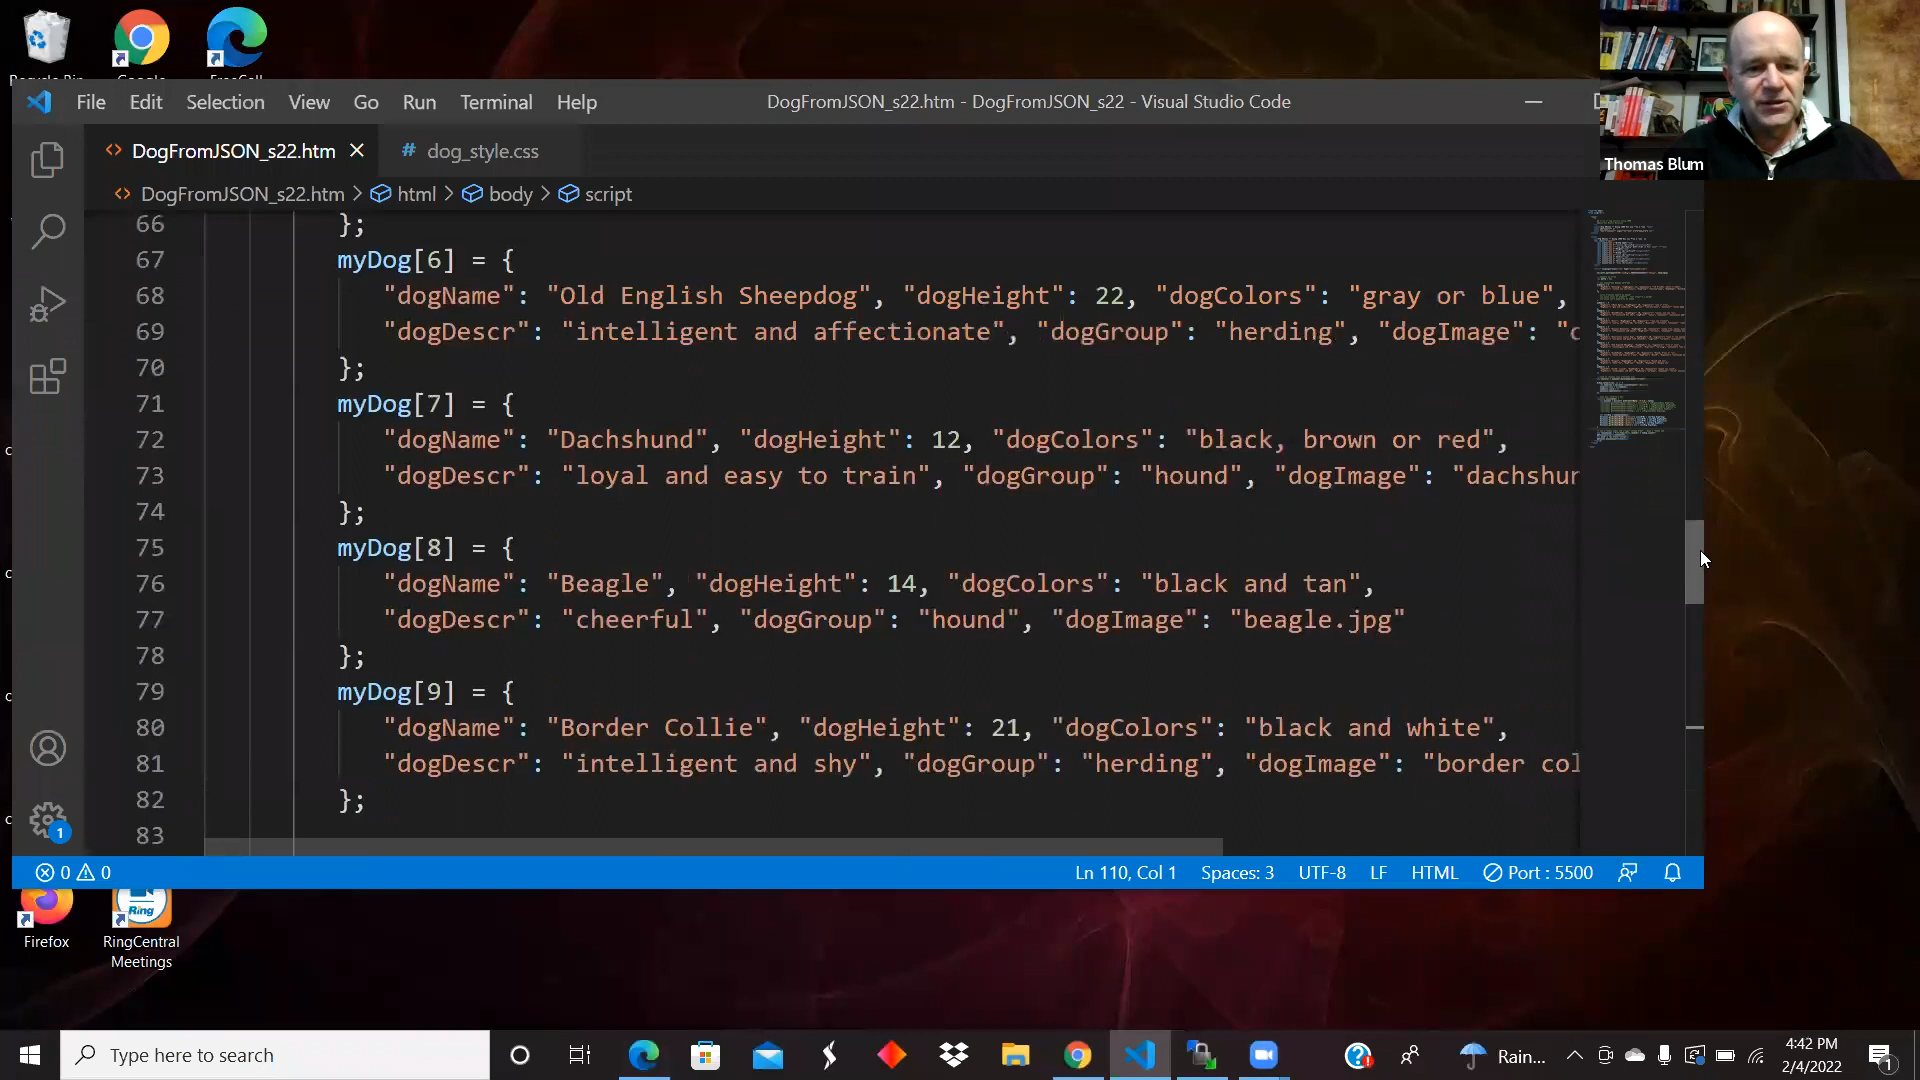 File Edit Selection View Go Run Terminal Help
DogFromJSON_s22.htm - DogFromJSON_s22 - Visual Studio Code
Thomas Blum
DogFromJSON_s22.htm
# dog_style.css
DogFromJSON_s22.htm > html > body > script
66 };
67 myDog[6] = {
68 "dogName": "Old English Sheepdog", "dogHeight": 22, "dogColors": "gray or blue",
69 "dogDescr": "intelligent and affectionate", "dogGroup": "herding", "dogImage": "
70 };
71 myDog[7] = {
72 "dogName": "Dachshund", "dogHeight": 12, "dogColors": "black, brown or red",
73 "dogDescr": "loyal and easy to train", "dogGroup": "hound", "dogImage": "dachshun
74 };
75 myDog[8] = {
76 "dogName": "Beagle", "dogHeight": 14, "dogColors": "black and tan",
77 "dogDescr": "cheerful", "dogGroup": "hound", "dogImage": "beagle.jpg"
78 };
79 myDog[9] = {
80 "dogName": "Border Collie", "dogHeight": 21, "dogColors": "black and white",
81 "dogDescr": "intelligent and shy", "dogGroup": "herding", "dogImage": "border col
82 };
83
1
0 0 Ln 110, Col 1 Spaces: 3 UTF-8 LF HTML Port : 5500
Ring
Firefox
RingCentral
Meetings
Type here to search
Rain...
4:42 PM
2/4/2022
1